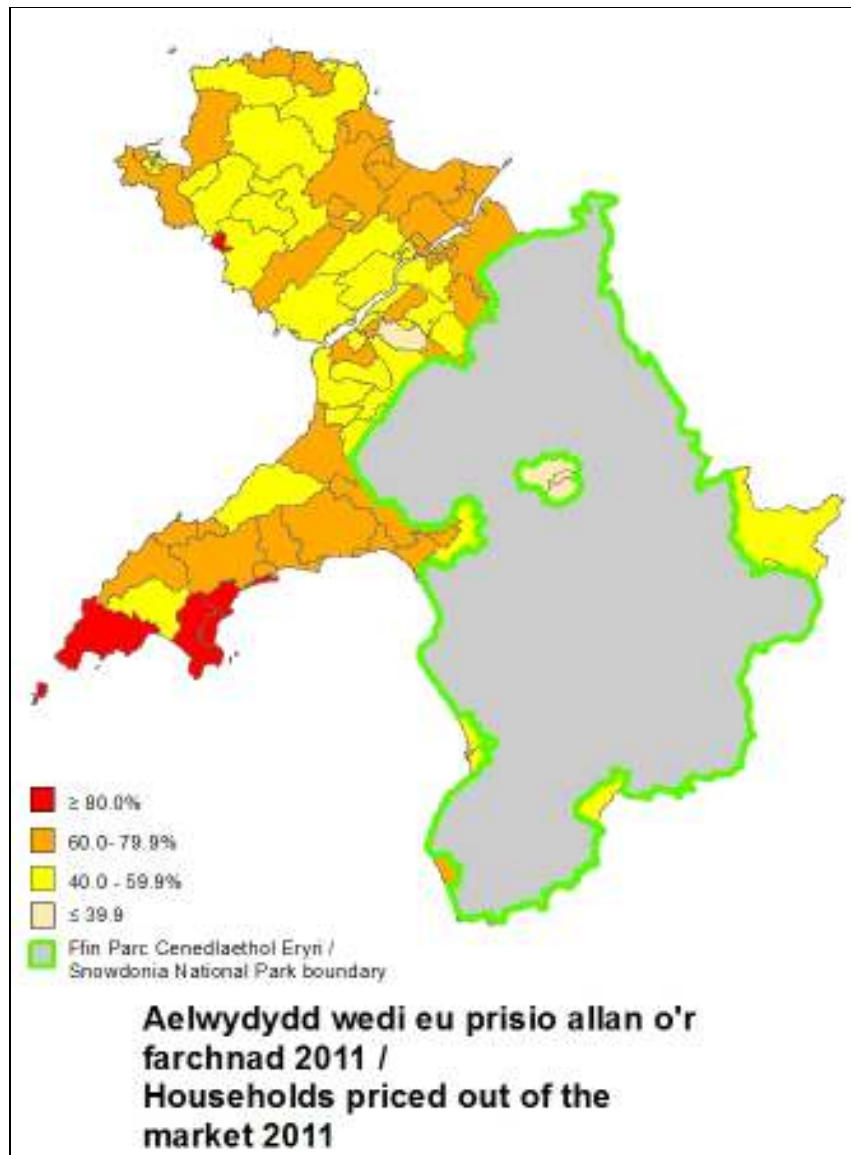 ≥ 80.0%
60.0- 79.9%
40.0 - 59.9%
≤ 39.9
Ffin Parc Cenedlaethol Eryri /
Snowdonia National Park boundary
Aelwydydd wedi eu prisio allan o'r
farchnad 2011 /
Households priced out of the
market 2011